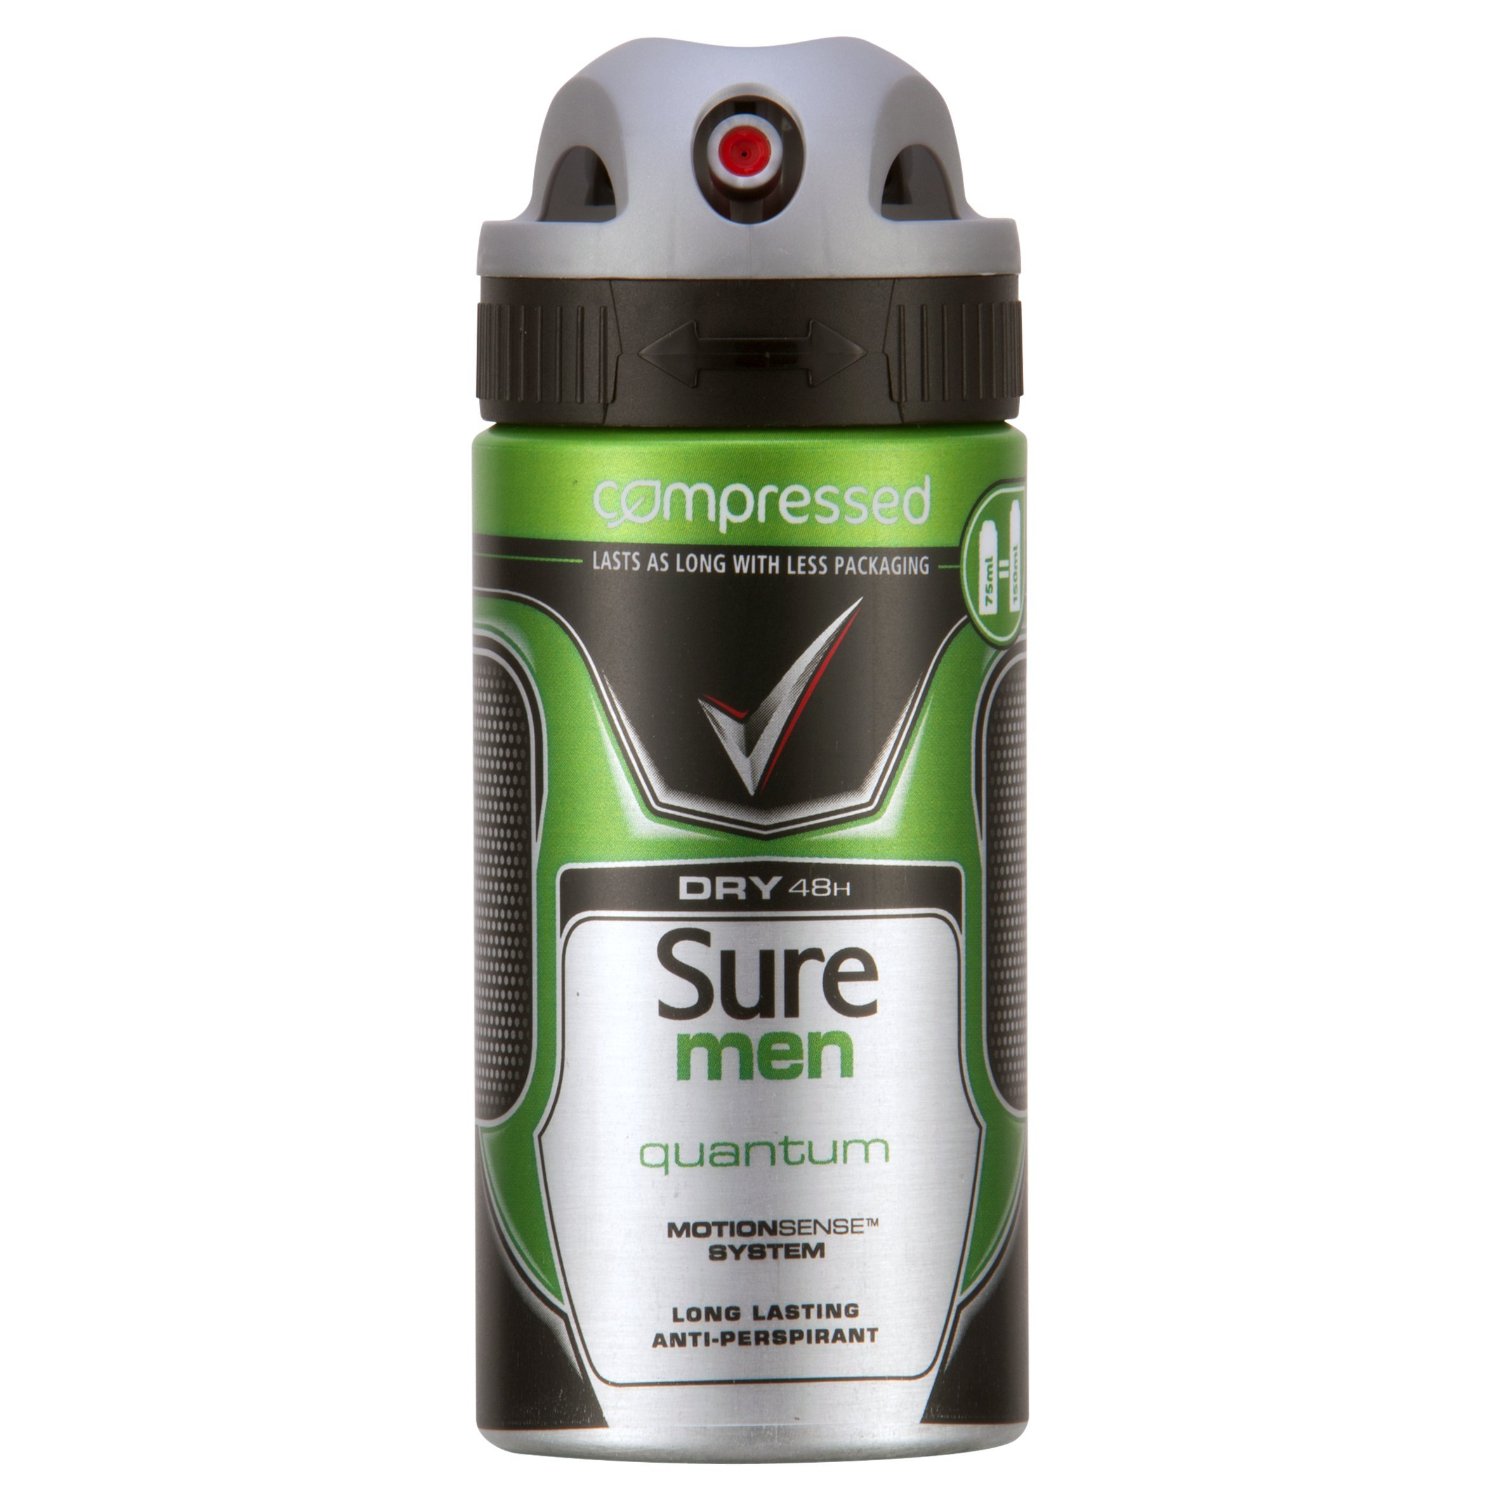 compressed
LASTS AS LONG WITH LESS PACKAGING
75ml = 150ml
DRY 48H
Sure
men
quantum
MOTIONSENSE™
SYSTEM
LONG LASTING
ANTI-PERSPIRANT